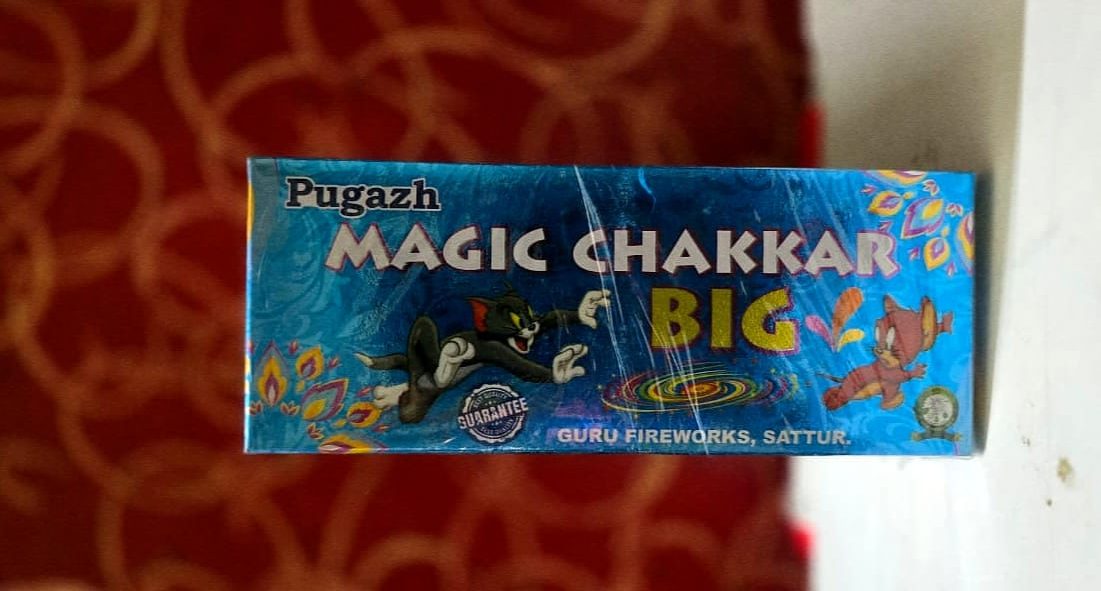 Pugazh
MAGIC CHAKKAR
BIG
GUARANTEE
GURU FIREWORKS, SATTUR.